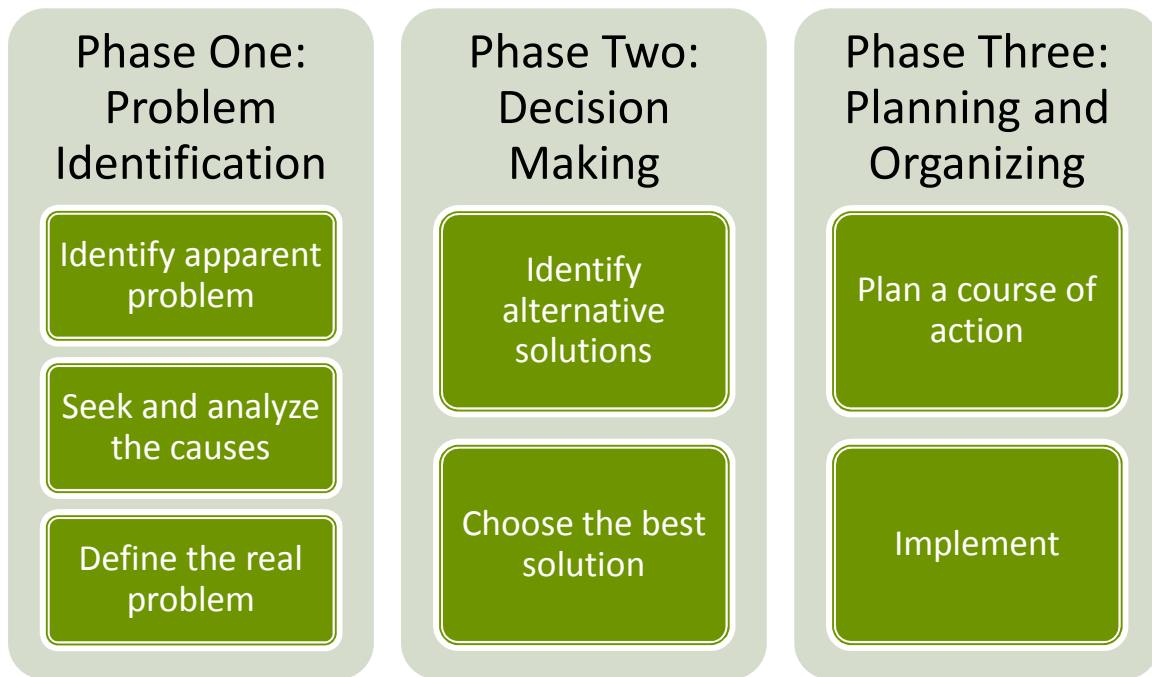 Phase One:
Problem
Identification
Identify apparent
problem
Seek and analyze
the causes
Define the real
problem
Phase Two:
Decision
Making
Identify
alternative
solutions
Choose the best
solution
Phase Three:
Planning and
Organizing
Plan a course of
action
Implement